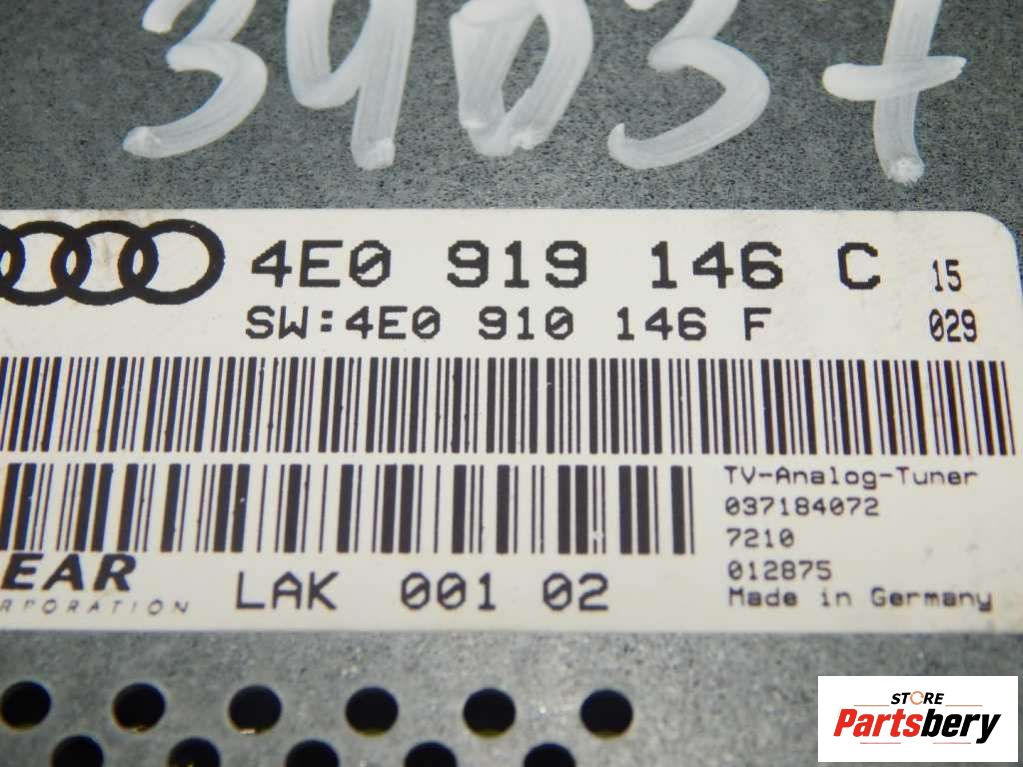 39037
4E0 919 146 C 15
SW:4E0 910 146 F 029
TV-Analog-Tuner
037184072
7210
012875
Made in Germany
EAR
ORPORATION
LAK 001 02
STORE
Partsbery